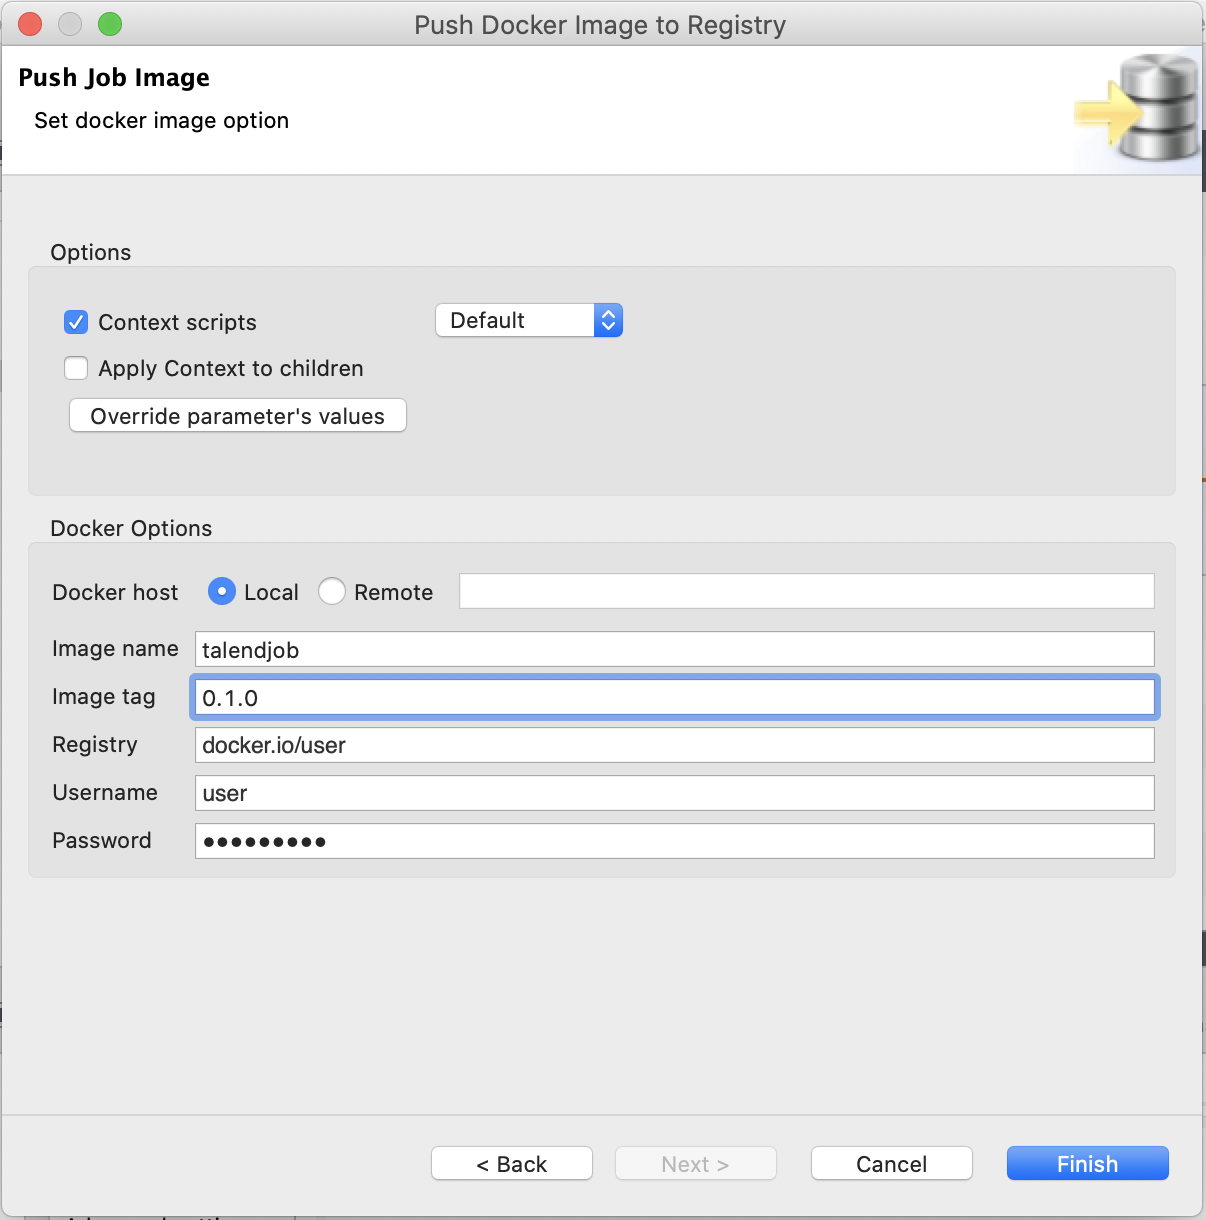 Push Docker Image to Registry
Push Job Image
Set docker image option
Options
Context scripts Default
Apply Context to children
Override parameter's values
Docker Options
Docker host Local Remote
Image name talendjob
Image tag 0.1.0
Registry docker.io/user
Username user
Password •••••••••
< Back Next > Cancel Finish